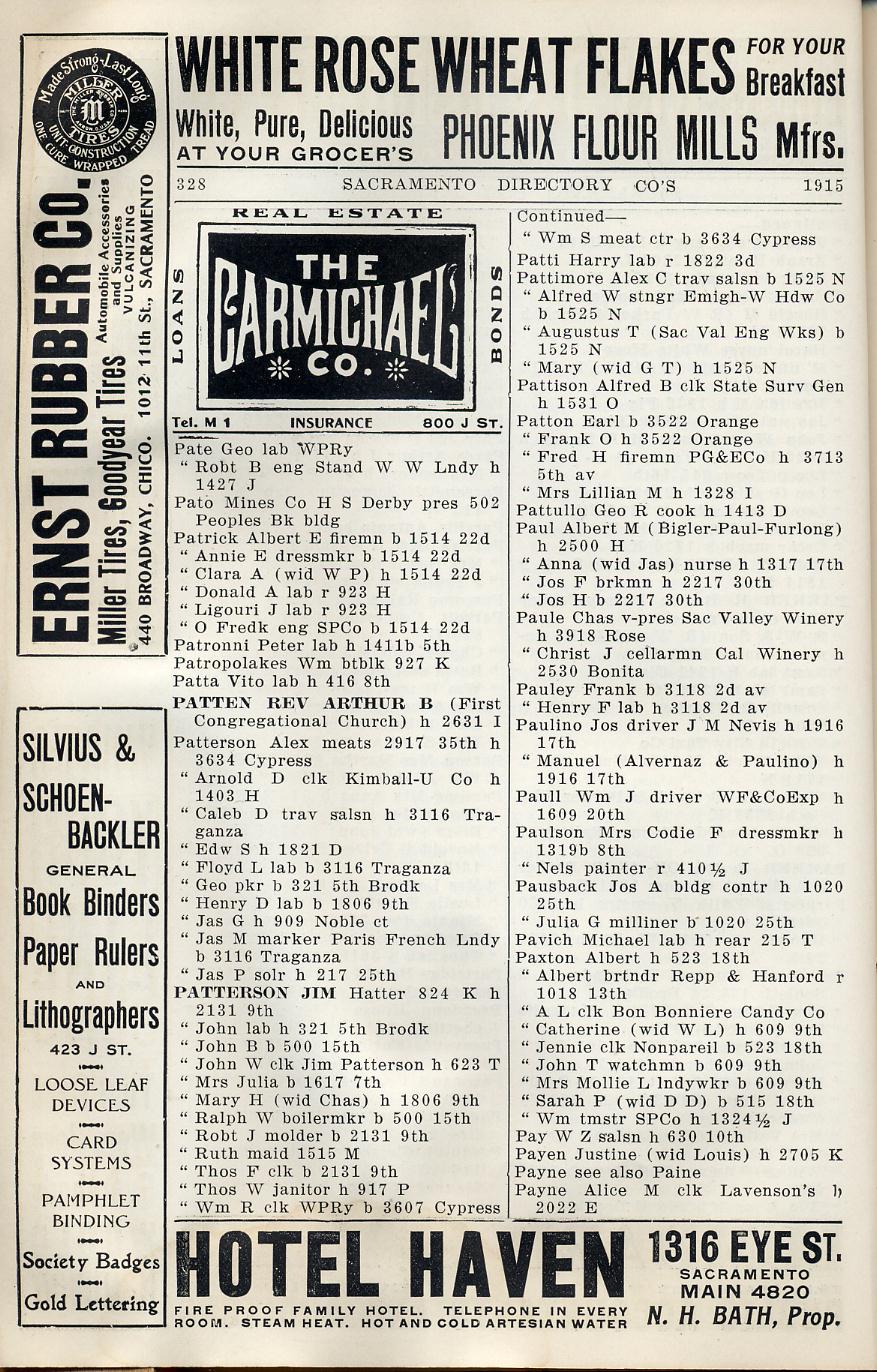 WHITE ROSE WHEAT FLAKES FOR YOUR Breakfast
White, Pure, Delicious
AT YOUR GROCER'S
PHOENIX FLOUR MILLS Mfrs.
Made Strong-Last Long
MILLER
M
TIRES
UNIT-CONSTRUCTION
ONE CURE WRAPPED TREAD
ERNST RUBBER CO.
Automobile Accessories
and Supplies
VULCANIZING
Miller Tires, Goodyear Tires
440 BROADWAY, CHICO. 1012 11th St., SACRAMENTO
SILVIUS &
SCHOEN-
BACKLER
GENERAL
Book Binders
Paper Rulers
AND
Lithographers
423 J ST.
LOOSE LEAF
DEVICES
CARD
SYSTEMS
PAMPHLET
BINDING
Society Badges
Gold Lettering
328 SACRAMENTO DIRECTORY CO'S 1915
REAL ESTATE
LOANS
THE
CARMICHAEL
CO.
BONDS
Tel. M 1 INSURANCE 800 J ST.
Pate Geo lab WPRy
“ Robt B eng Stand W W Lndy h
1427 J
Pato Mines Co H S Derby pres 502
Peoples Bk bldg
Patrick Albert E firemn b 1514 22d
“ Annie E dressmkr b 1514 22d
“ Clara A (wid W P) h 1514 22d
“ Donald A lab r 923 H
“ Ligouri J lab r 923 H
“ O Fredk eng SPCo b 1514 22d
Patronni Peter lab h 1411b 5th
Patropolakes Wm btblk 927 K
Patta Vito lab h 416 8th
PATTEN REV ARTHUR B (First
Congregational Church) h 2631 I
Patterson Alex meats 2917 35th h
3634 Cypress
“ Arnold D clk Kimball-U Co h
1403 H
“ Caleb D trav salsn h 3116 Tra-
ganza
“ Edw S h 1821 D
“ Floyd L lab b 3116 Traganza
“ Geo pkr b 321 5th Brodk
“ Henry D lab b 1806 9th
“ Jas G h 909 Noble ct
“ Jas M marker Paris French Lndy
b 3116 Traganza
“ Jas P solr h 217 25th
PATTERSON JIM Hatter 824 K h
2131 9th
“ John lab h 321 5th Brodk
“ John B b 500 15th
“ John W clk Jim Patterson h 623 T
“ Mrs Julia b 1617 7th
“ Mary H (wid Chas) h 1806 9th
“ Ralph W boilermkr b 500 15th
“ Robt J molder b 2131 9th
“ Ruth maid 1515 M
“ Thos F clk b 2131 9th
“ Thos W janitor h 917 P
“ Wm R clk WPRy b 3607 Cypress
Continued—
“ Wm S meat ctr b 3634 Cypress
Patti Harry lab r 1822 3d
Pattimore Alex C trav salsn b 1525 N
“ Alfred W stngr Emigh-W Hdw Co
b 1525 N
“ Augustus T (Sac Val Eng Wks) b
1525 N
“ Mary (wid G T) h 1525 N
Pattison Alfred B clk State Surv Gen
h 1531 O
Patton Earl b 3522 Orange
“ Frank O h 3522 Orange
“ Fred H firemn PG&ECo h 3713
5th av
“ Mrs Lillian M h 1328 I
Pattullo Geo R cook h 1413 D
Paul Albert M (Bigler-Paul-Furlong)
h 2500 H
“ Anna (wid Jas) nurse h 1317 17th
“ Jos F brkmn h 2217 30th
“ Jos H b 2217 30th
Paule Chas v-pres Sac Valley Winery
h 3918 Rose
“ Christ J cellarmn Cal Winery h
2530 Bonita
Pauley Frank b 3118 2d av
“ Henry F lab h 3118 2d av
Paulino Jos driver J M Nevis h 1916
17th
“ Manuel (Alvernaz & Paulino) h
1916 17th
Paull Wm J driver WF&CoExp h
1609 20th
Paulson Mrs Codie F dressmkr h
1319b 8th
“ Nels painter r 410½ J
Pausback Jos A bldg contr h 1020
25th
“ Julia G milliner b 1020 25th
Pavich Michael lab h rear 215 T
Paxton Albert h 523 18th
“ Albert brtndr Repp & Hanford r
1018 13th
“ A L clk Bon Bonniere Candy Co
“ Catherine (wid W L) h 609 9th
“ Jennie clk Nonpareil b 523 18th
“ John T watchmn b 609 9th
“ Mrs Mollie L lndywkr b 609 9th
“ Sarah P (wid D D) b 515 18th
“ Wm tmstr SPCo h 1324½ J
Pay W Z salsn h 630 10th
Payen Justine (wid Louis) h 2705 K
Payne see also Paine
Payne Alice M clk Lavenson's b
2022 E
HOTEL HAVEN
FIRE PROOF FAMILY HOTEL. TELEPHONE IN EVERY
ROOM. STEAM HEAT. HOT AND COLD ARTESIAN WATER
1316 EYE ST.
SACRAMENTO
MAIN 4820
N. H. BATH, Prop.